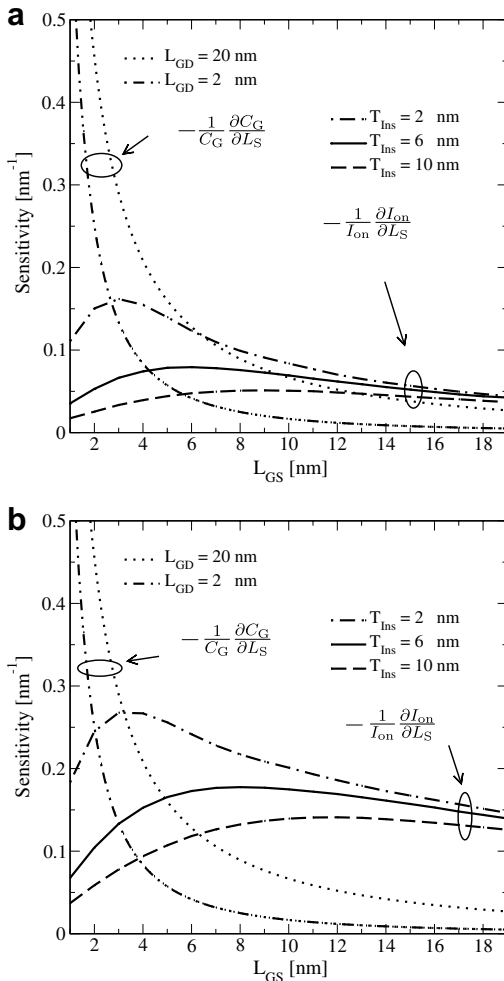 a
0.5
0.4
0.3
0.2
0.1
0
Sensitivity [nm⁻¹]
L_GD = 20 nm
L_GD = 2 nm
− 1/C_G ∂C_G/∂L_S
T_Ins = 2 nm
T_Ins = 6 nm
T_Ins = 10 nm
− 1/I_on ∂I_on/∂L_S
2 4 6 8 10 12 14 16 18
L_GS [nm]
b
0.5
0.4
0.3
0.2
0.1
0
Sensitivity [nm⁻¹]
L_GD = 20 nm
L_GD = 2 nm
− 1/C_G ∂C_G/∂L_S
T_Ins = 2 nm
T_Ins = 6 nm
T_Ins = 10 nm
− 1/I_on ∂I_on/∂L_S
2 4 6 8 10 12 14 16 18
L_GS [nm]